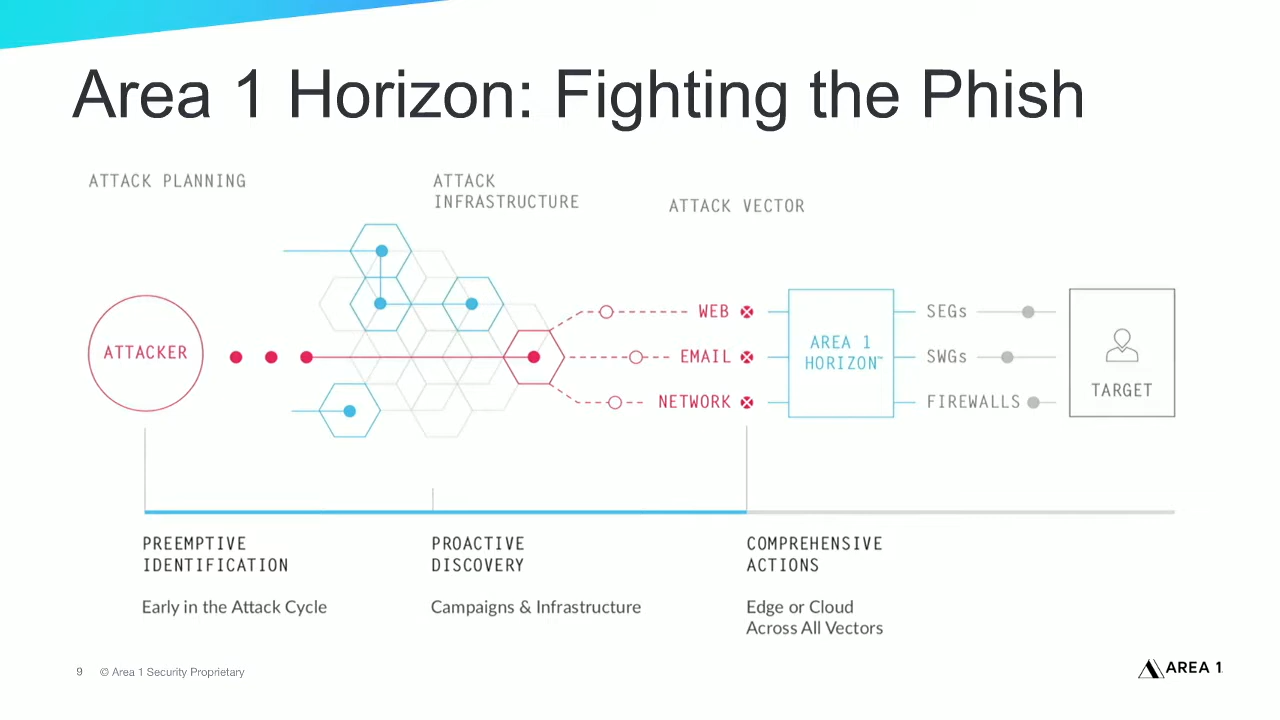 Area 1 Horizon: Fighting the Phish
ATTACK PLANNING
ATTACK
INFRASTRUCTURE
ATTACK VECTOR
ATTACKER
WEB
EMAIL
NETWORK
AREA 1
HORIZON™
SEGs
SWGs
FIREWALLS
TARGET
PREEMPTIVE
IDENTIFICATION
Early in the Attack Cycle
PROACTIVE
DISCOVERY
Campaigns & Infrastructure
COMPREHENSIVE
ACTIONS
Edge or Cloud
Across All Vectors
9 © Area 1 Security Proprietary
AREA 1